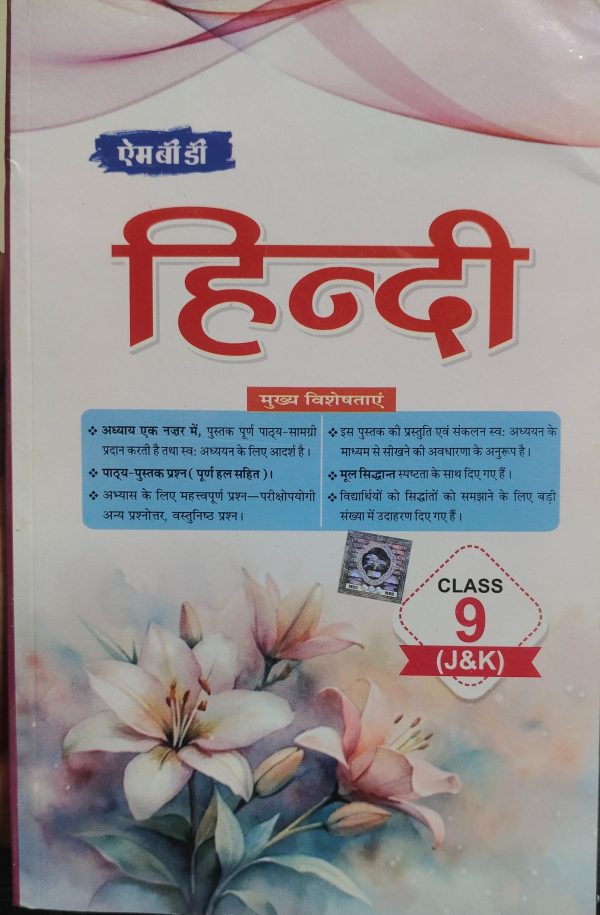 ऐम बी डी
हिन्दी
मुख्य विशेषताएं
❖ अध्याय एक नज़र में, पुस्तक पूर्ण पाठ्य–सामग्री
प्रदान करती है तथा स्व: अध्ययन के लिए आदर्श है।
❖ पाठ्य-पुस्तक प्रश्न ( पूर्ण हल सहित )।
❖ अभ्यास के लिए महत्त्वपूर्ण प्रश्न—परीक्षोपयोगी
अन्य प्रश्नोत्तर, वस्तुनिष्ठ प्रश्न।
❖ इस पुस्तक की प्रस्तुति एवं संकलन स्व: अध्ययन के
माध्यम से सीखने की अवधारणा के अनुरूप है।
❖ मूल सिद्धान्त स्पष्टता के साथ दिए गए हैं।
❖ विद्यार्थियों को सिद्धांतों को समझाने के लिए बड़ी
संख्या में उदाहरण दिए गए हैं।
CLASS
9
(J&K)